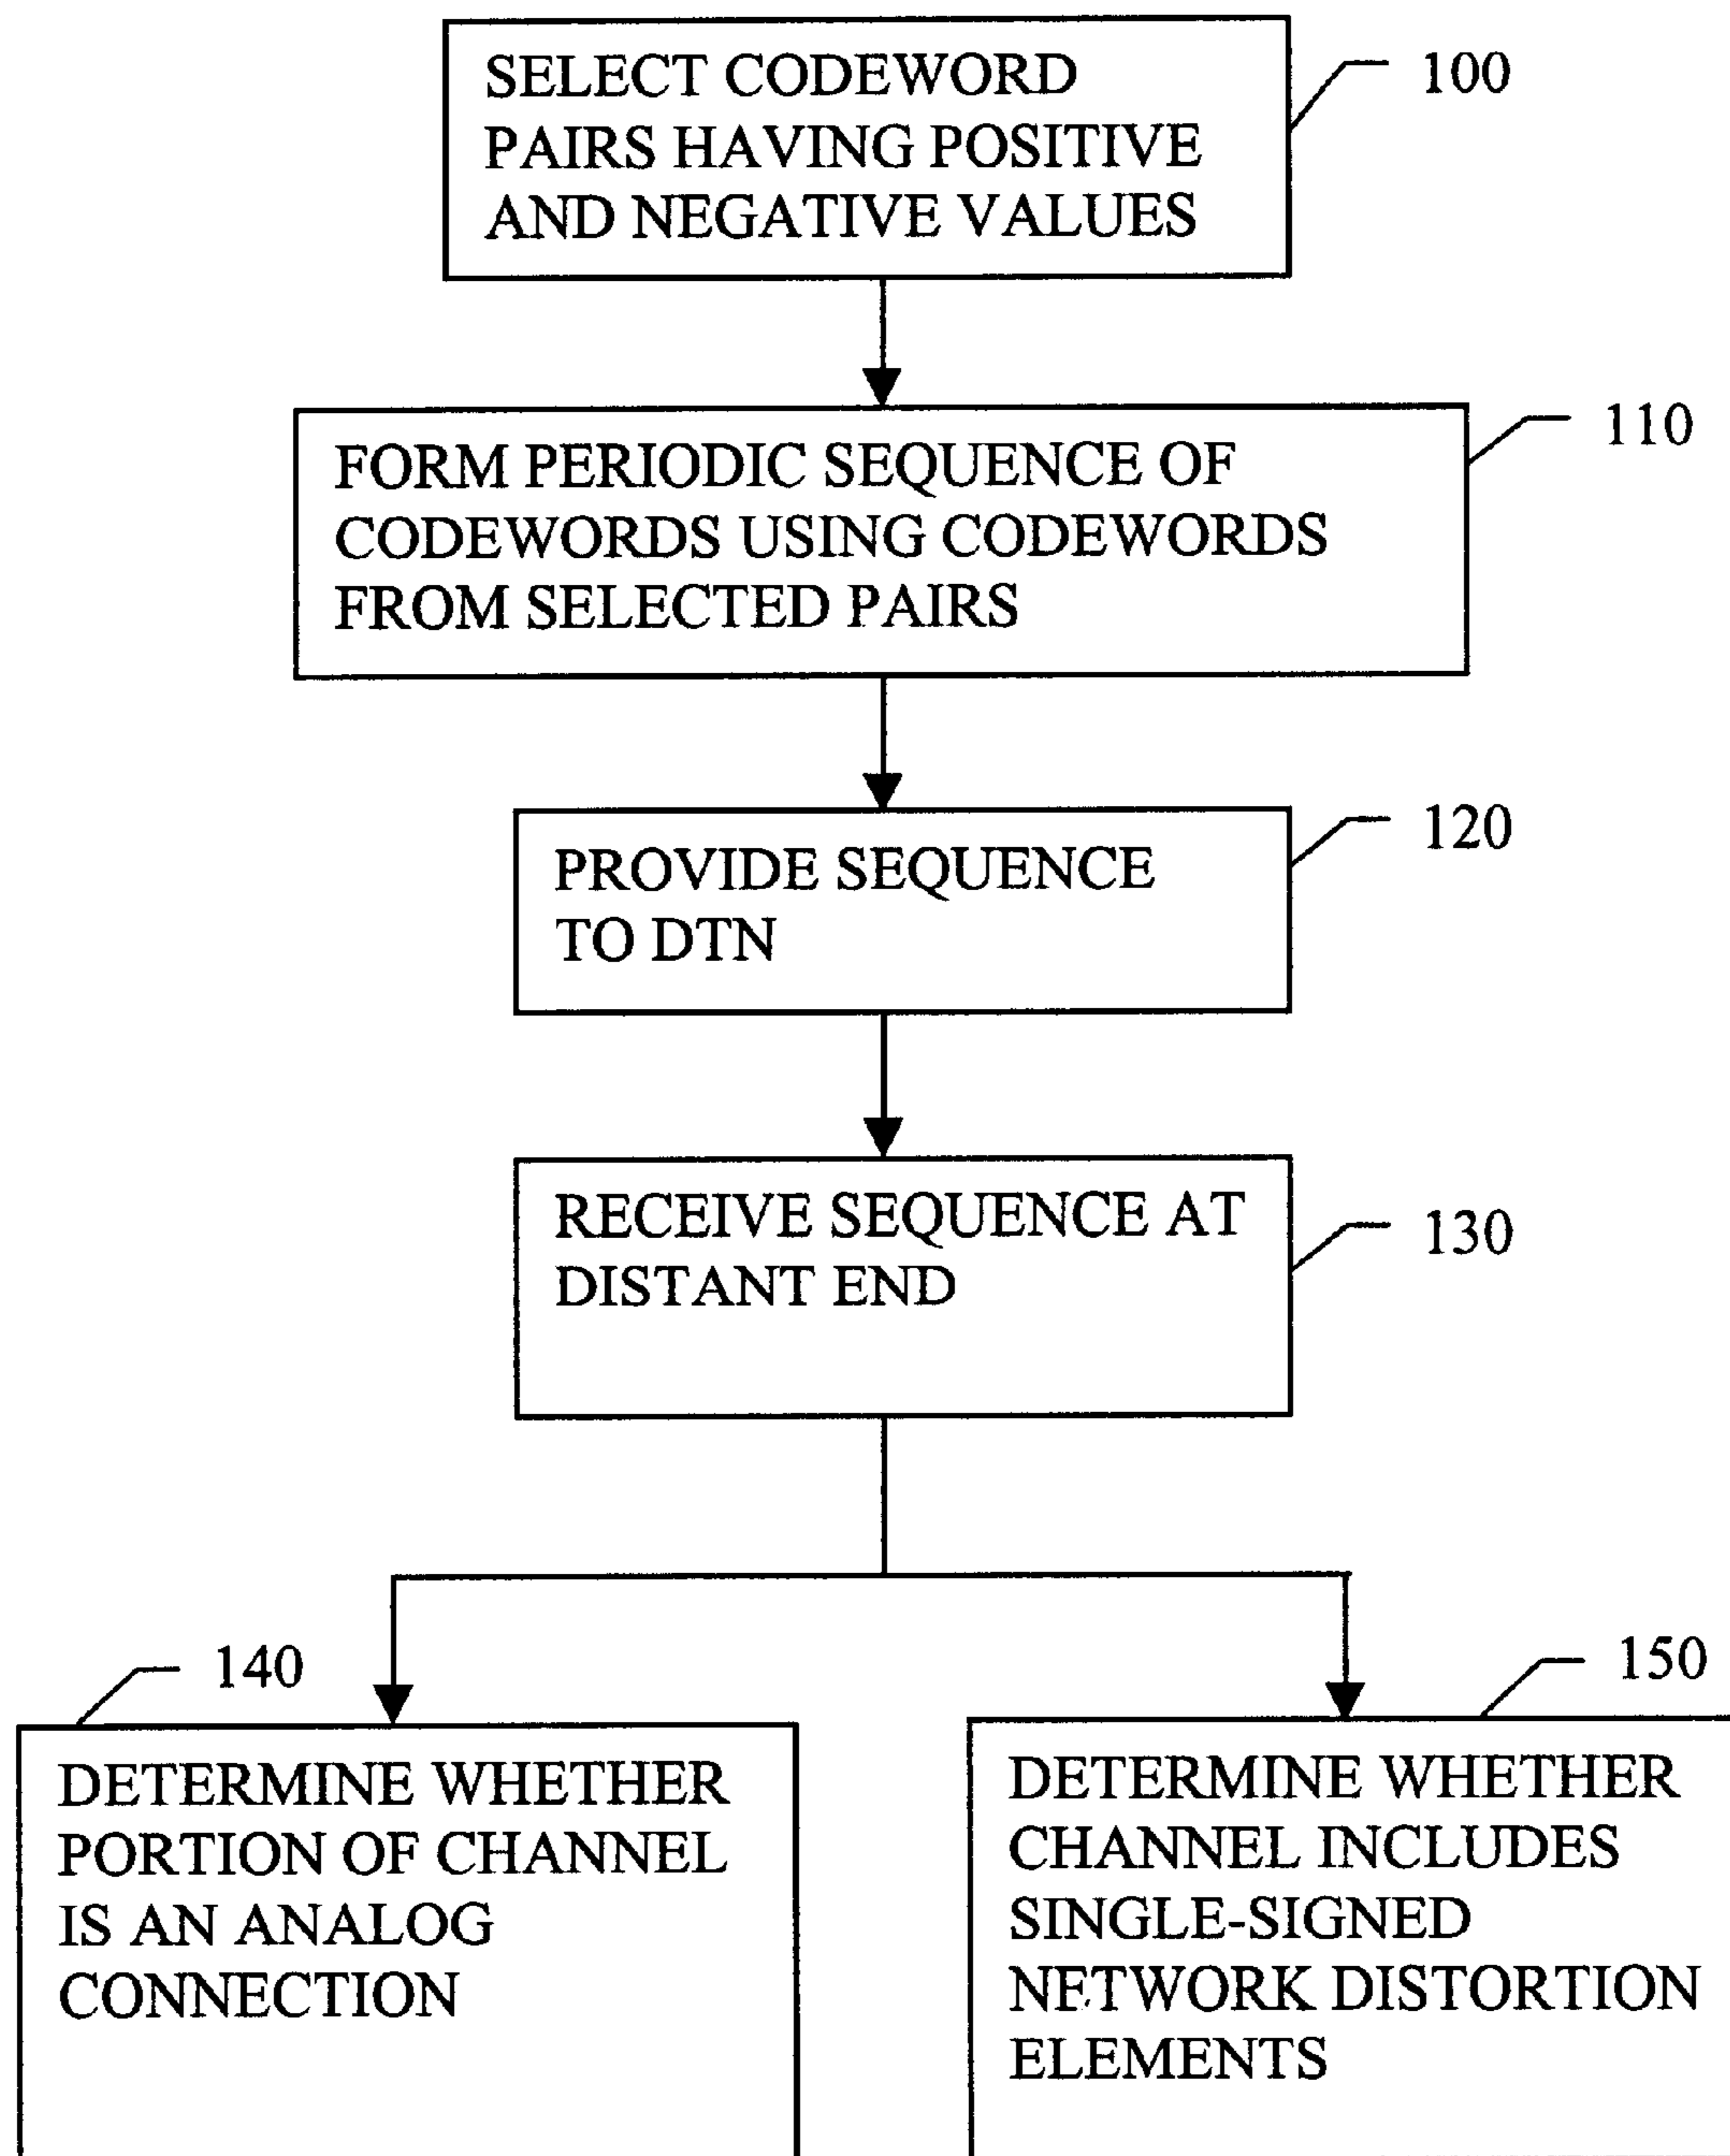 SELECT CODEWORD
PAIRS HAVING POSITIVE
AND NEGATIVE VALUES
100
FORM PERIODIC SEQUENCE OF
CODEWORDS USING CODEWORDS
FROM SELECTED PAIRS
110
PROVIDE SEQUENCE
TO DTN
120
RECEIVE SEQUENCE AT
DISTANT END
130
140
DETERMINE WHETHER
PORTION OF CHANNEL
IS AN ANALOG
CONNECTION
150
DETERMINE WHETHER
CHANNEL INCLUDES
SINGLE-SIGNED
NETWORK DISTORTION
ELEMENTS